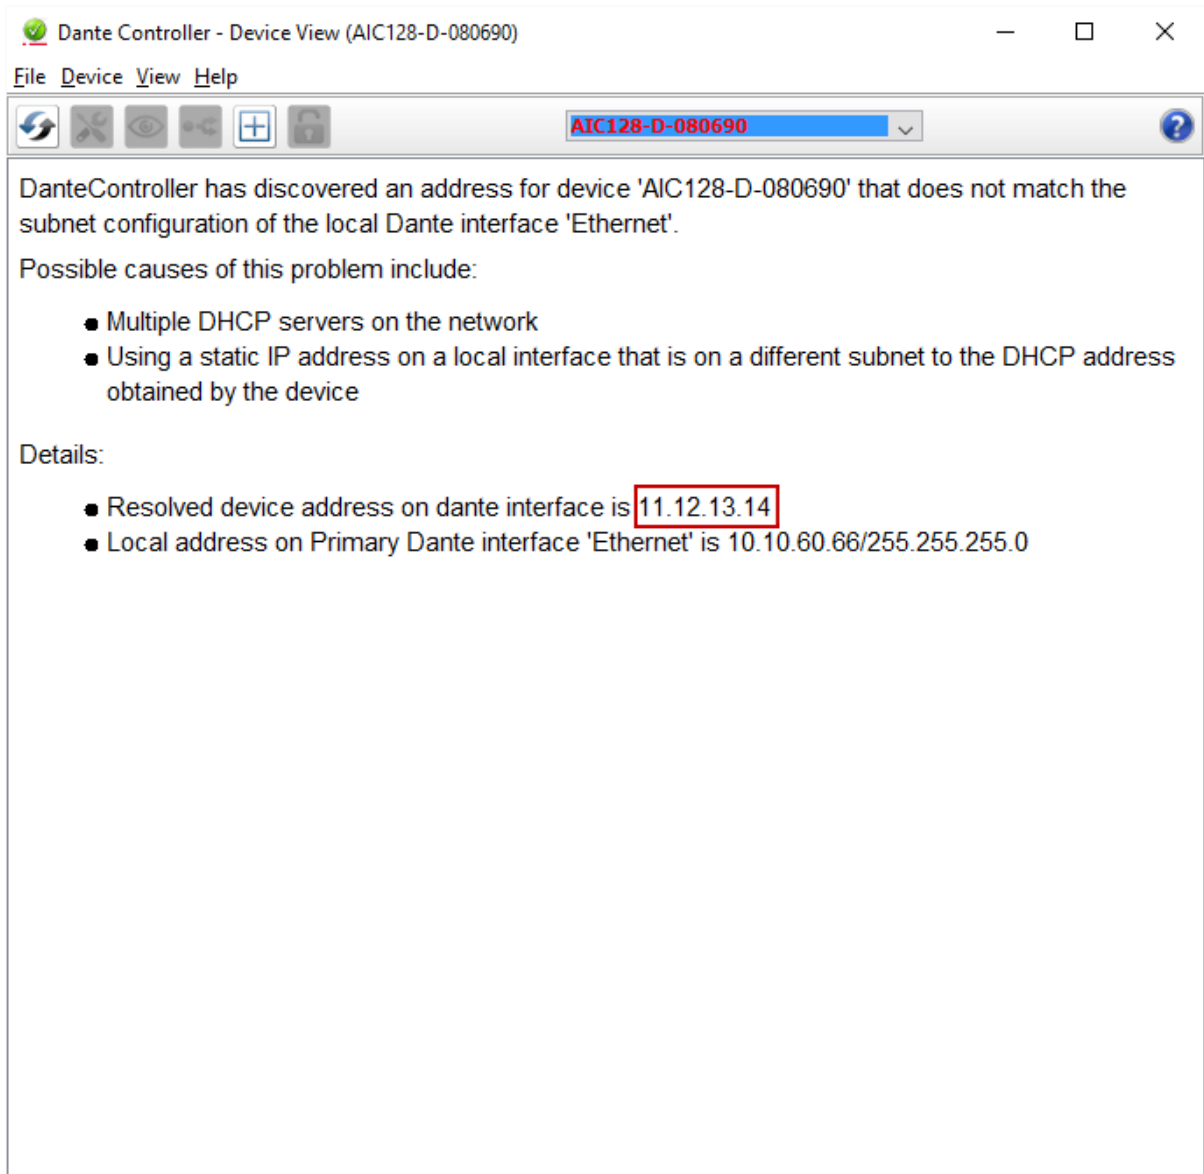 Dante Controller - Device View (AIC128-D-080690)
File Device View Help
AIC128-D-080690
DanteController has discovered an address for device 'AIC128-D-080690' that does not match the
subnet configuration of the local Dante interface 'Ethernet'.
Possible causes of this problem include:
Multiple DHCP servers on the network
Using a static IP address on a local interface that is on a different subnet to the DHCP address
obtained by the device
Details:
Resolved device address on dante interface is 11.12.13.14
Local address on Primary Dante interface 'Ethernet' is 10.10.60.66/255.255.255.0